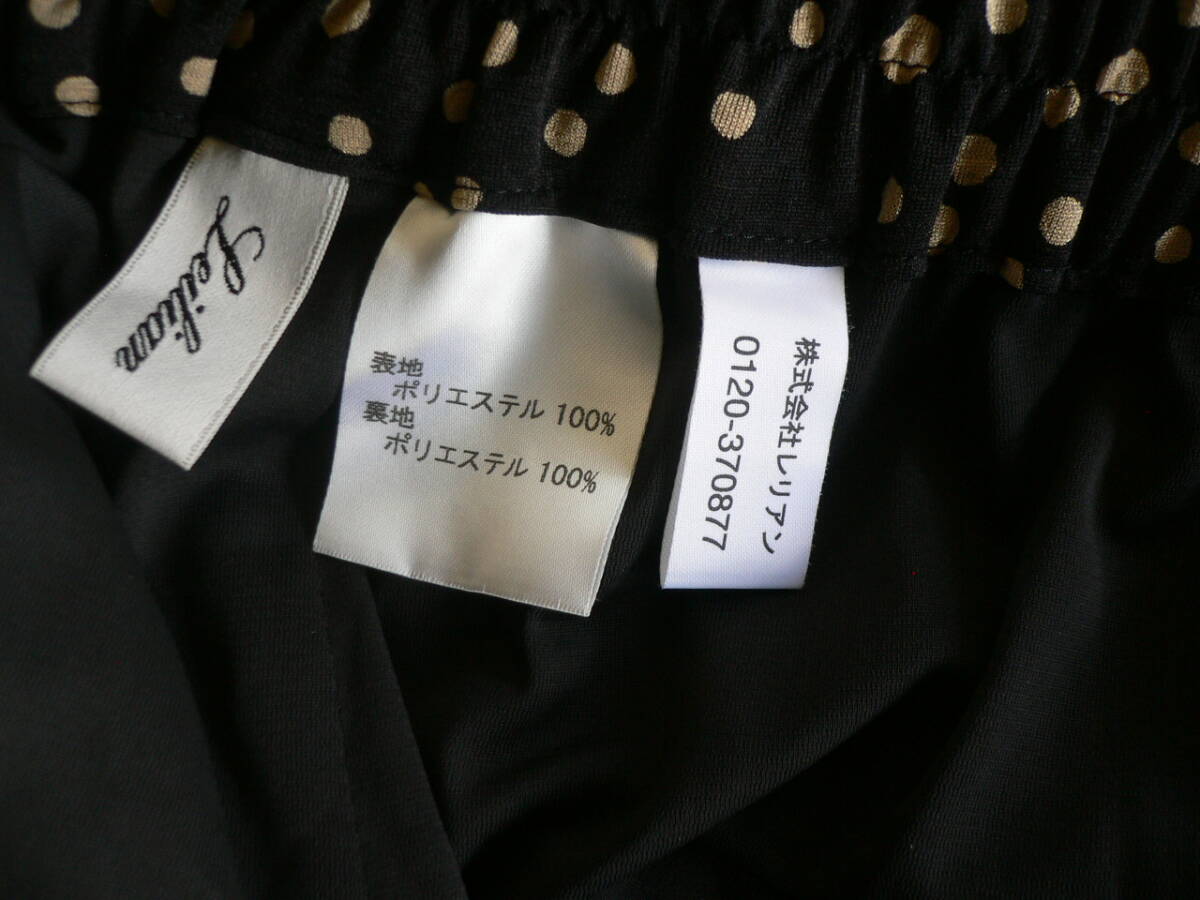 Leilian
表地
ポリエステル 100%
裏地
ポリエステル 100%
株式会社レリアン
0120-370877